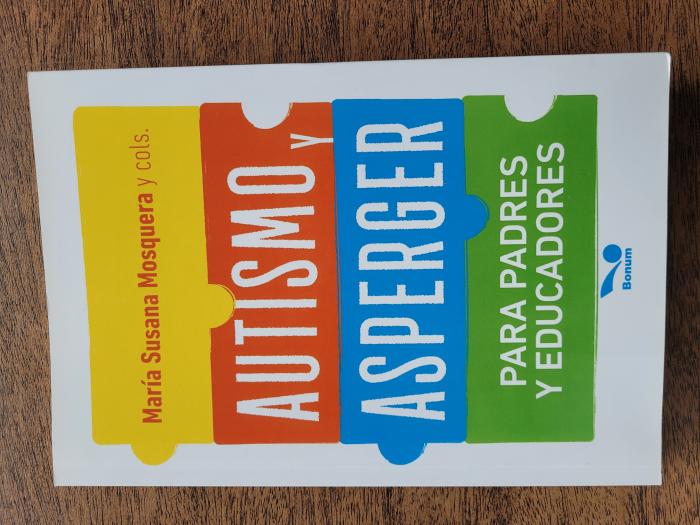 María Susana Mosquera y cols.
AUTISMO Y
ASPERGER
PARA PADRES
Y EDUCADORES
Bonum